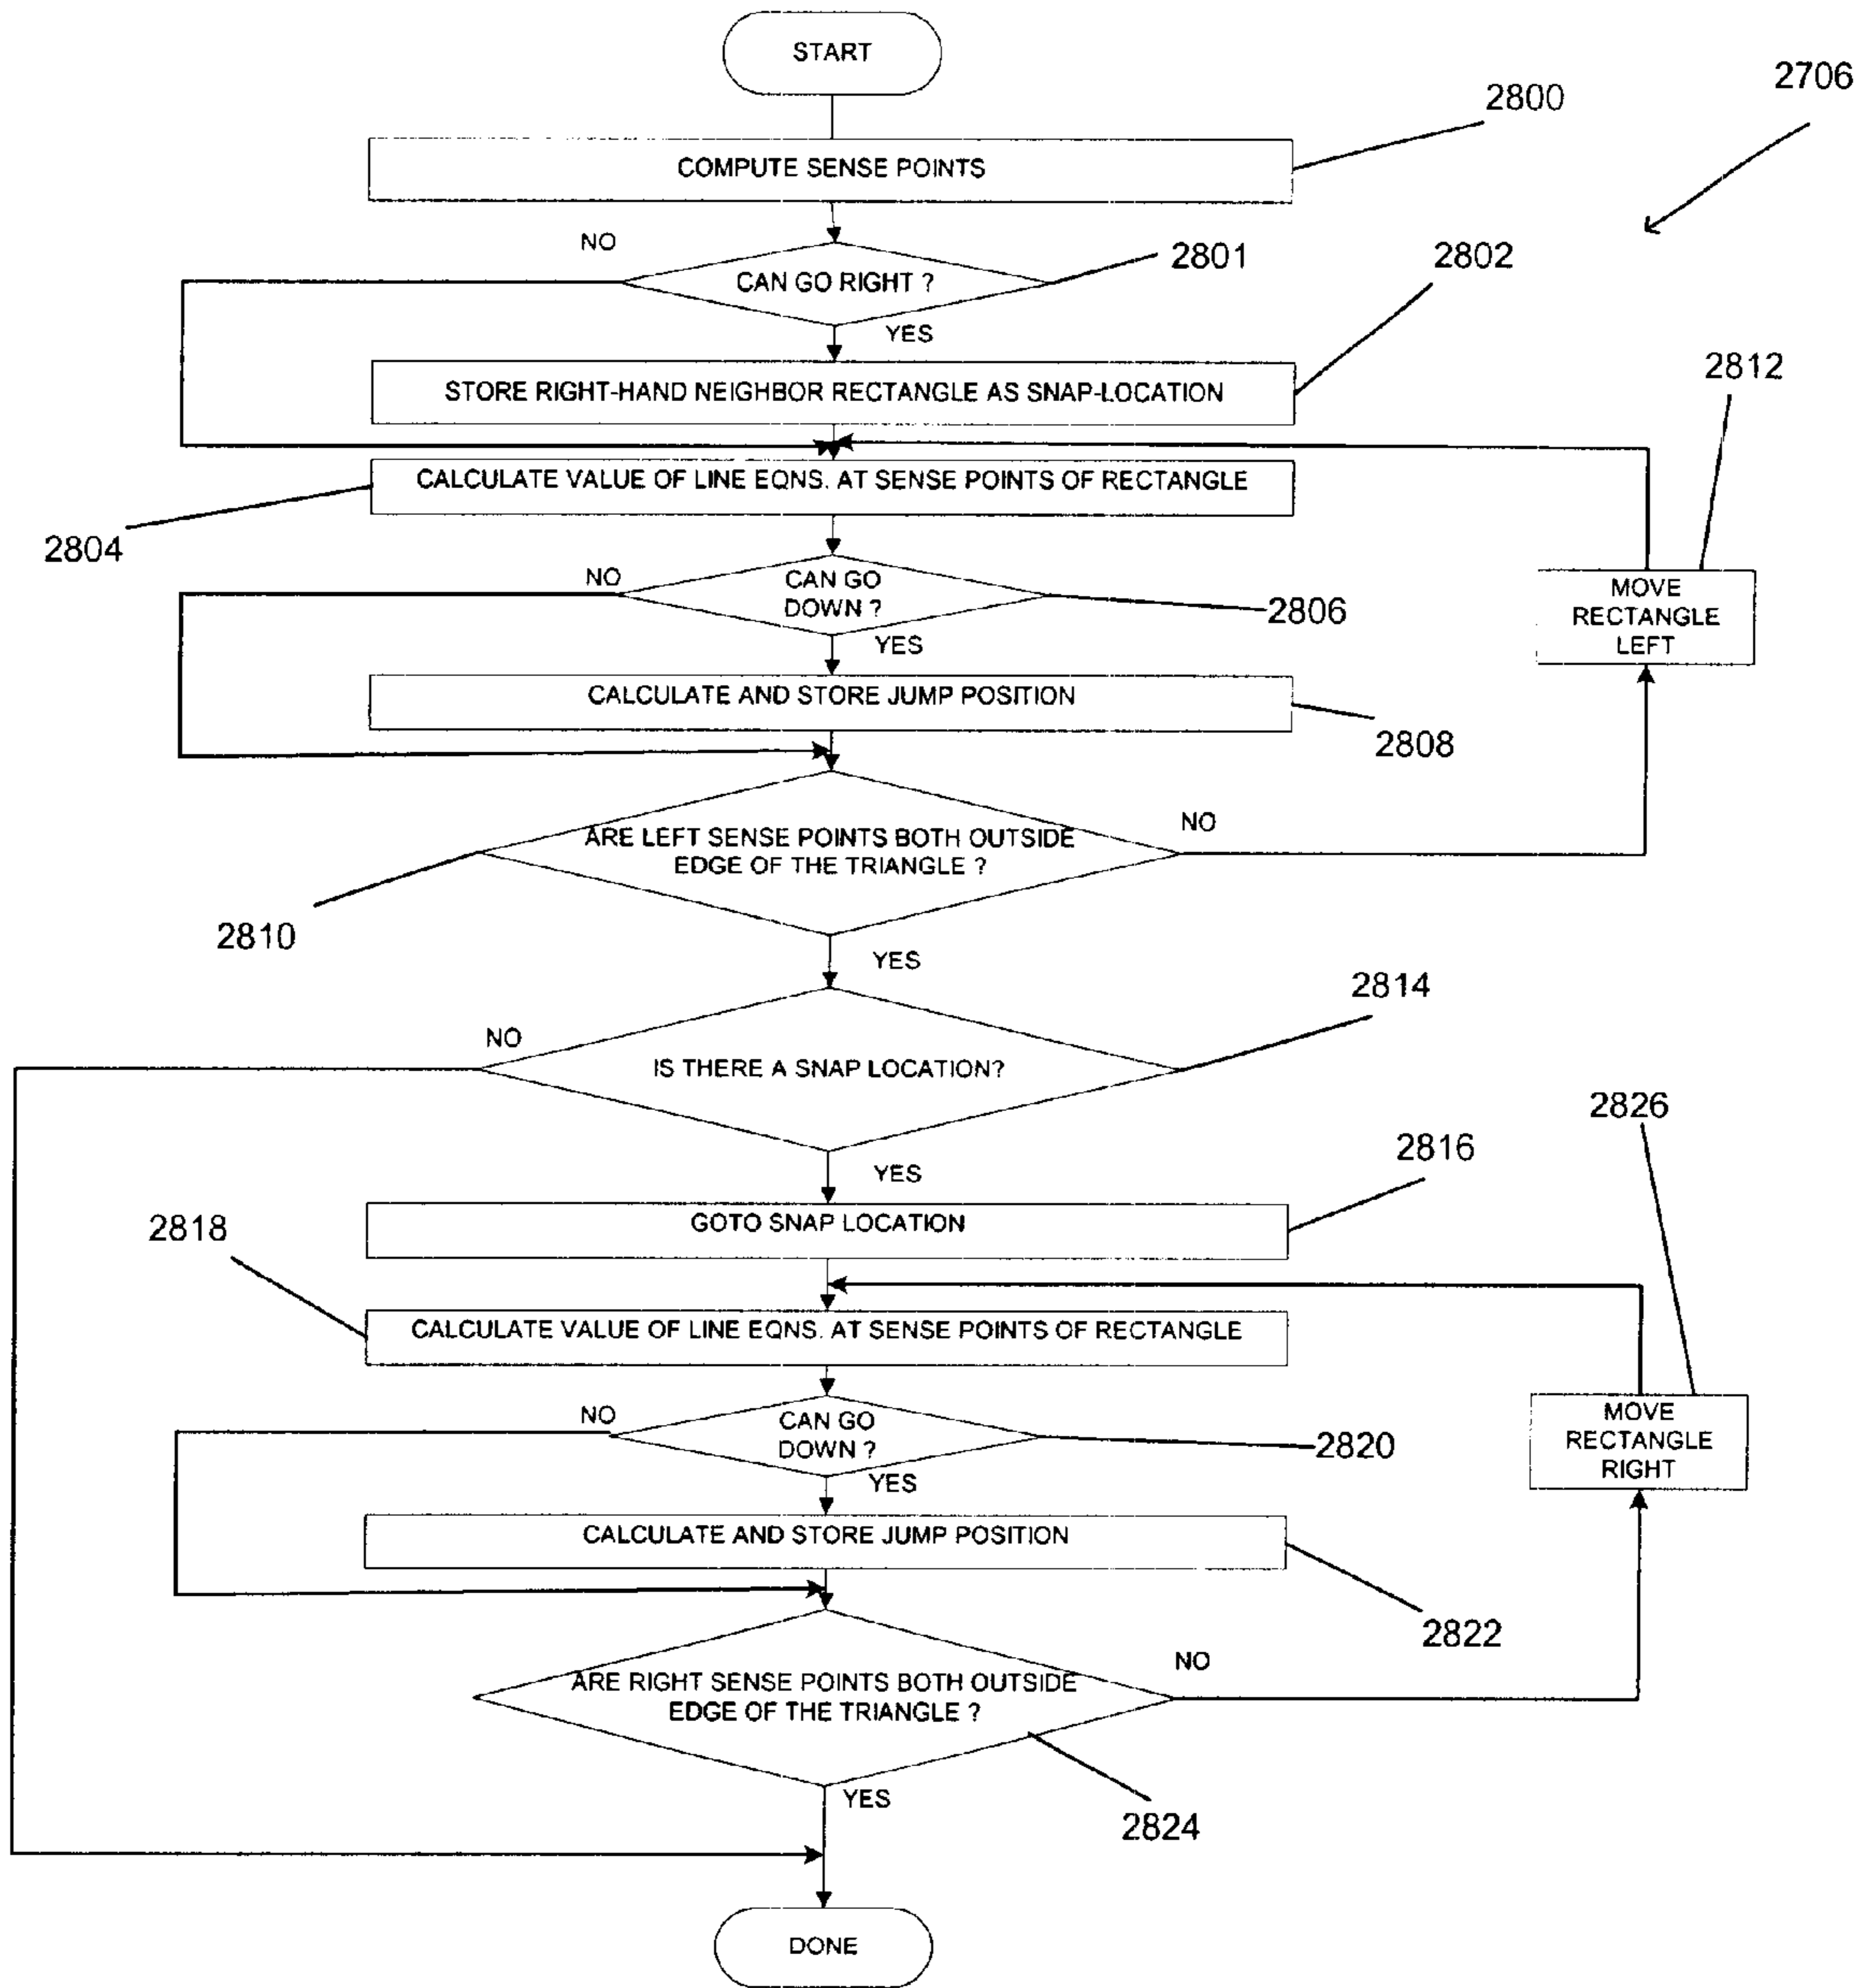 START
2706
2800
COMPUTE SENSE POINTS
NO
2801
2802
CAN GO RIGHT ?
YES
STORE RIGHT-HAND NEIGHBOR RECTANGLE AS SNAP-LOCATION
2812
CALCULATE VALUE OF LINE EQNS. AT SENSE POINTS OF RECTANGLE
2804
NO
CAN GO
DOWN ?
2806
MOVE
RECTANGLE
LEFT
YES
CALCULATE AND STORE JUMP POSITION
2808
ARE LEFT SENSE POINTS BOTH OUTSIDE
EDGE OF THE TRIANGLE ?
NO
2810
YES
2814
NO
IS THERE A SNAP LOCATION?
2826
2816
YES
GOTO SNAP LOCATION
2818
CALCULATE VALUE OF LINE EQNS. AT SENSE POINTS OF RECTANGLE
NO
CAN GO
DOWN ?
2820
MOVE
RECTANGLE
RIGHT
YES
CALCULATE AND STORE JUMP POSITION
2822
ARE RIGHT SENSE POINTS BOTH OUTSIDE
EDGE OF THE TRIANGLE ?
NO
YES
2824
DONE